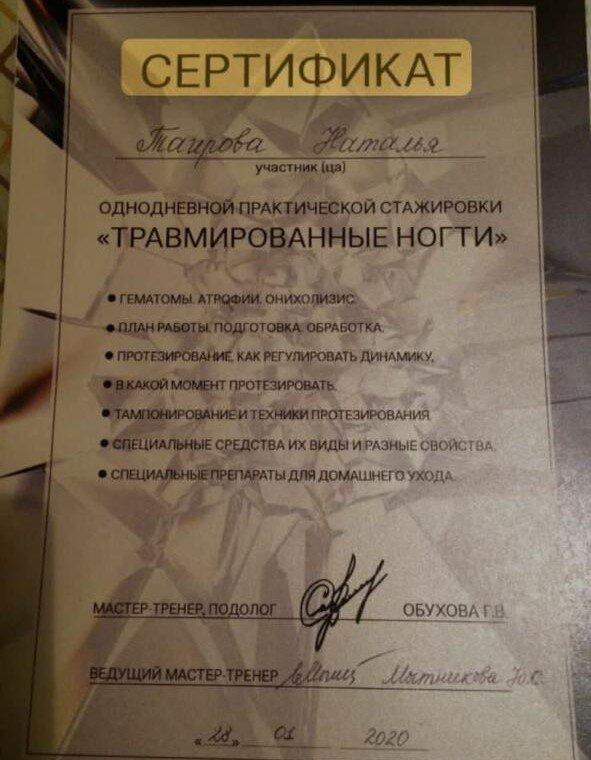 СЕРТИФИКАТ
Таирова Наталья
участник (ца)
ОДНОДНЕВНОЙ ПРАКТИЧЕСКОЙ СТАЖИРОВКИ
«ТРАВМИРОВАННЫЕ НОГТИ»
• ГЕМАТОМЫ. АТРОФИИ. ОНИХОЛИЗИС.
• ПЛАН РАБОТЫ. ПОДГОТОВКА. ОБРАБОТКА.
• ПРОТЕЗИРОВАНИЕ, КАК РЕГУЛИРОВАТЬ ДИНАМИКУ,
• В КАКОЙ МОМЕНТ ПРОТЕЗИРОВАТЬ.
• ТАМПОНИРОВАНИЕ И ТЕХНИКИ ПРОТЕЗИРОВАНИЯ.
• СПЕЦИАЛЬНЫЕ СРЕДСТВА ИХ ВИДЫ И РАЗНЫЕ СВОЙСТВА.
• СПЕЦИАЛЬНЫЕ ПРЕПАРАТЫ ДЛЯ ДОМАШНЕГО УХОДА.
МАСТЕР-ТРЕНЕР, ПОДОЛОГ ОБУХОВА Г.В.
ВЕДУЩИЙ МАСТЕР-ТРЕНЕР Мытникова Ю.С.
«28» 01 2020